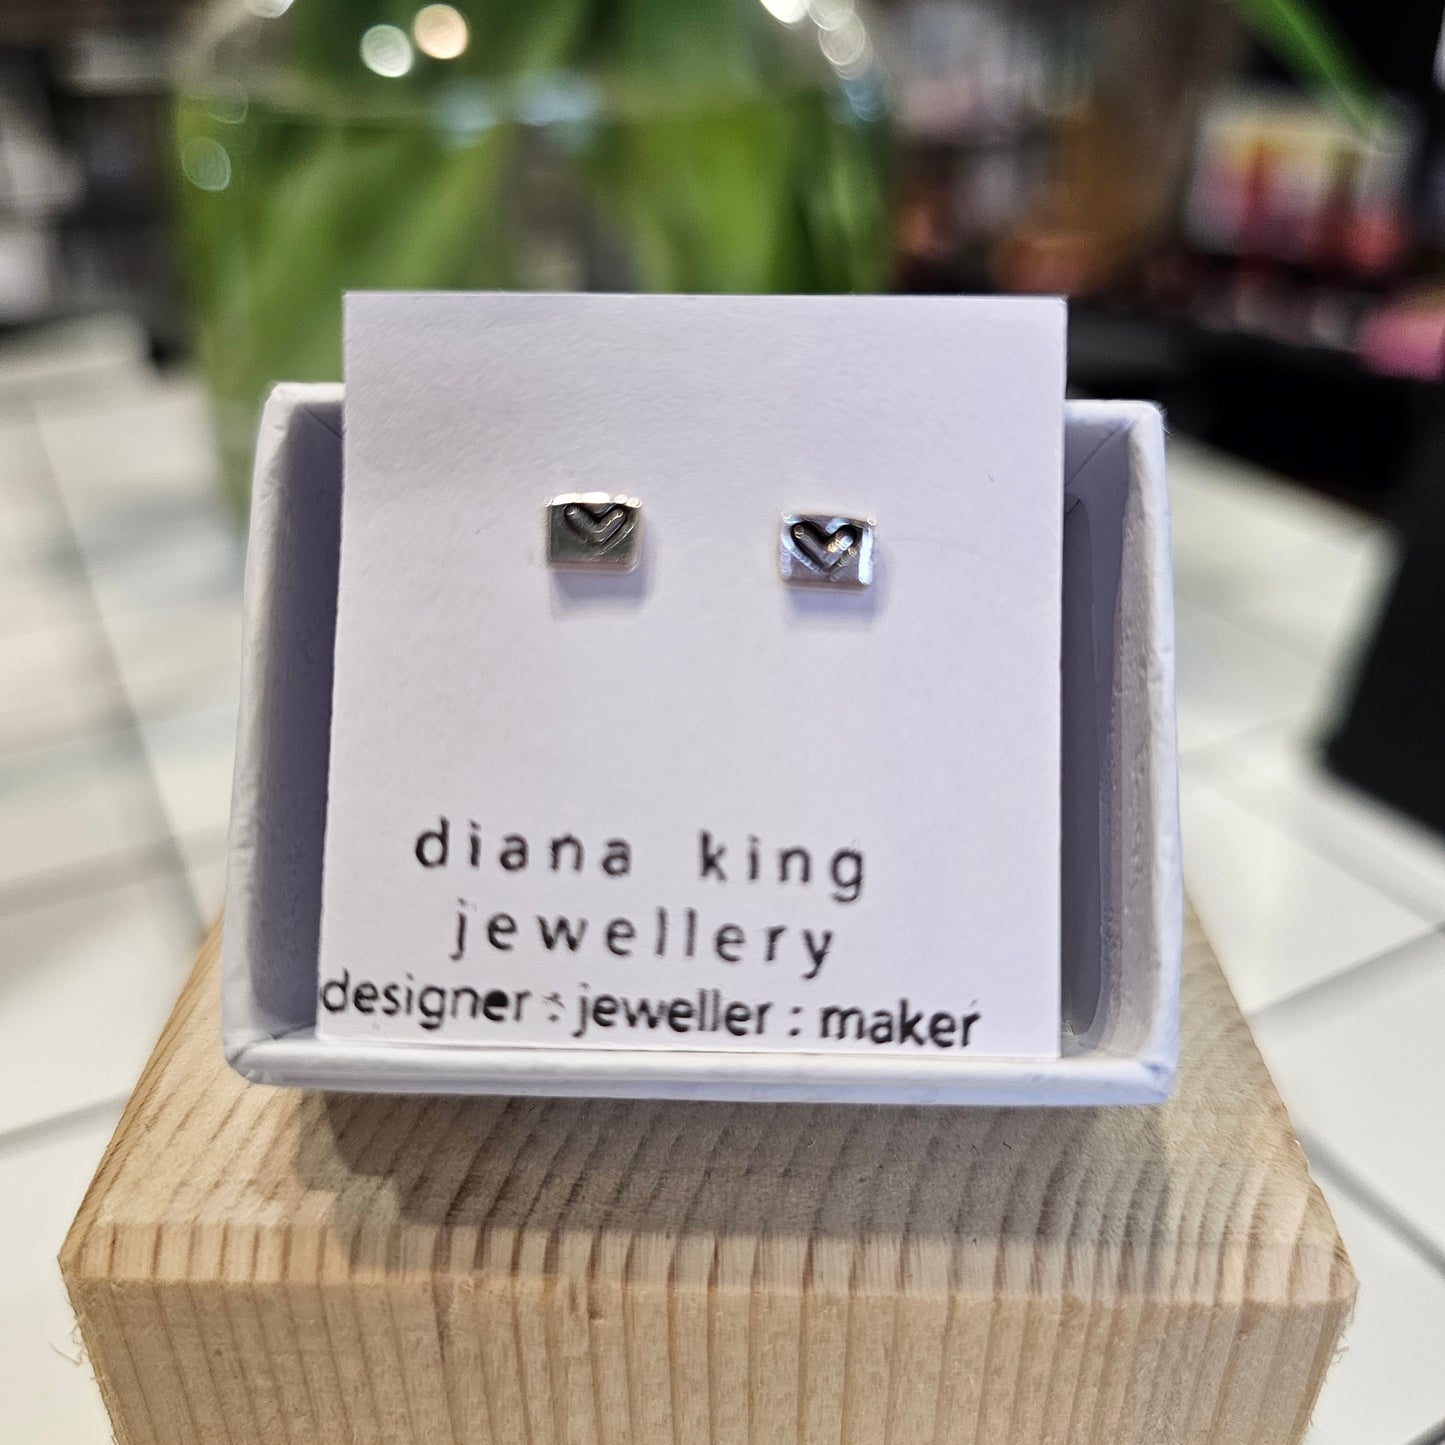 diana king
jewellery
designer : jeweller : maker